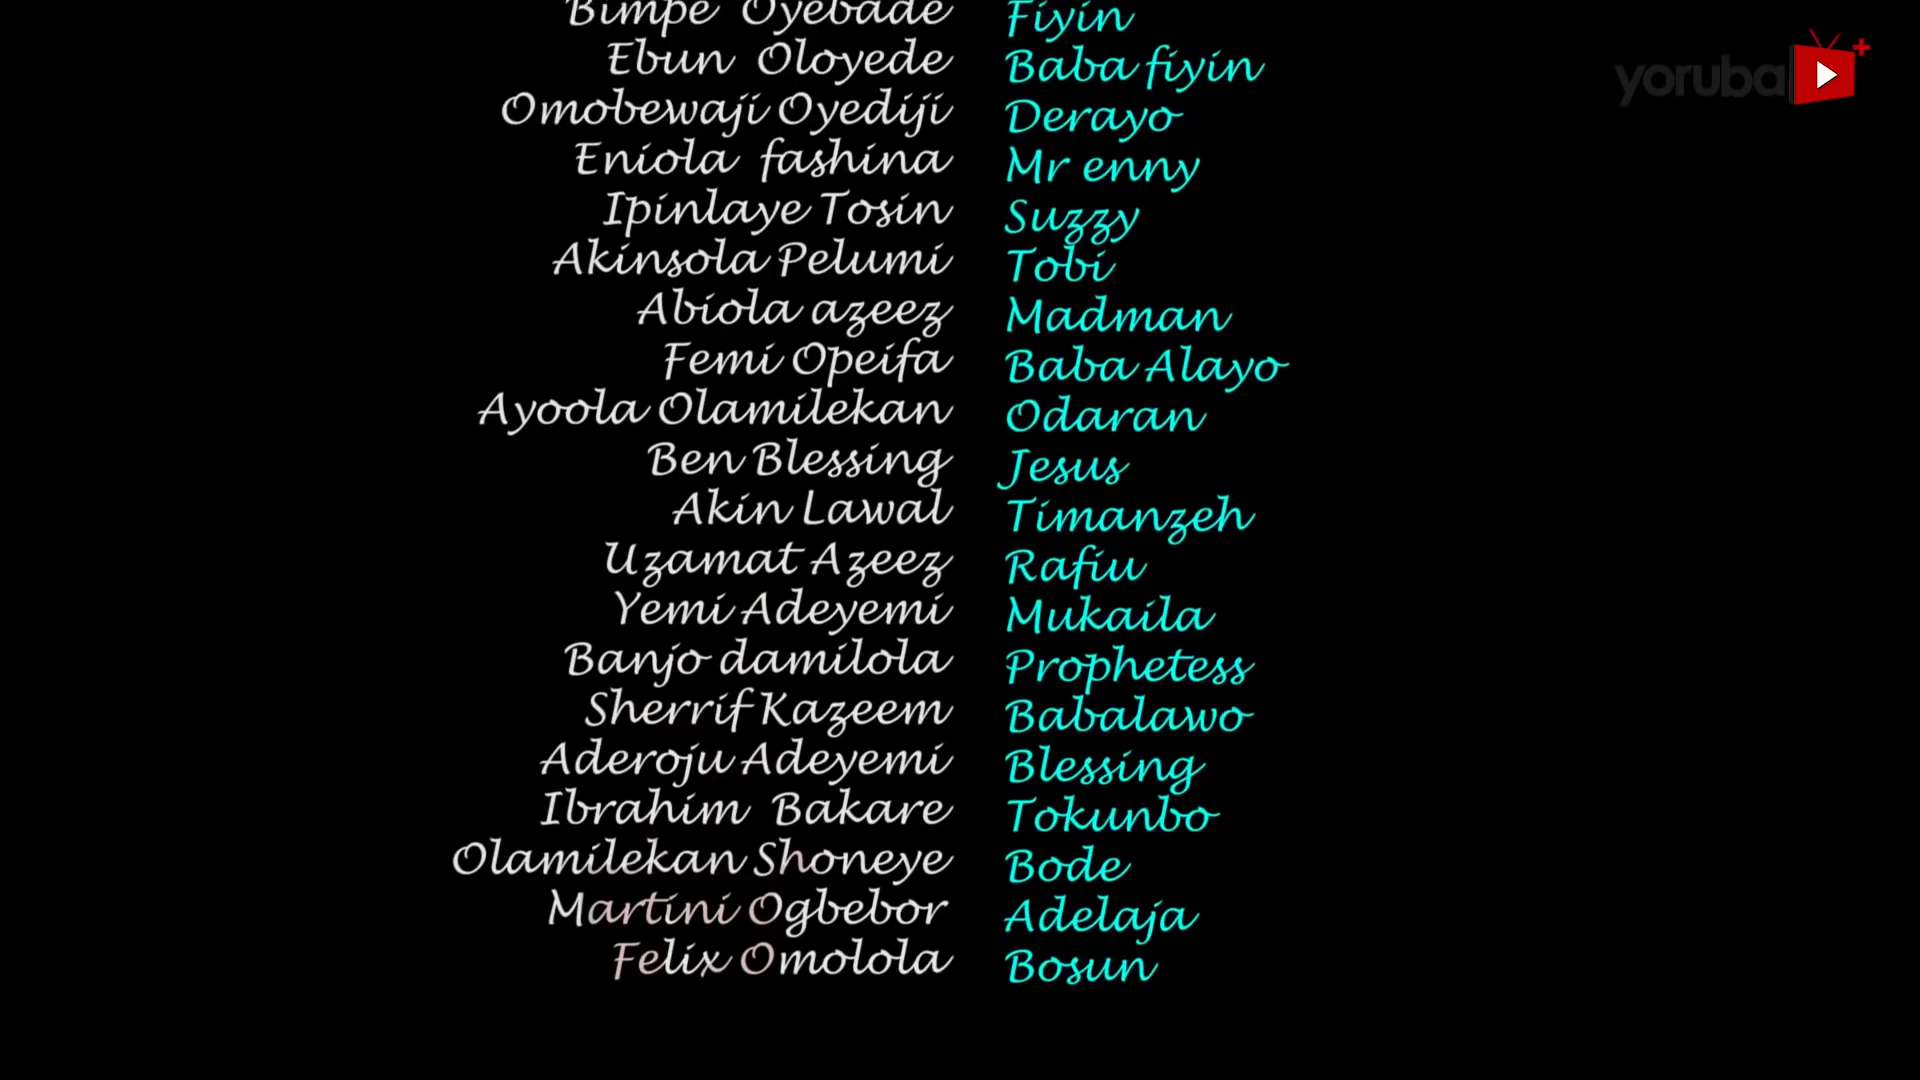 Bimpe Oyebade Fiyin
Ebun Oloyede Baba fiyin
Omobewaji Oyediji Derayo
Eniola fashina Mr enny
Ipinlaye Tosin Suzzy
Akinsola Pelumi Tobi
Abiola azeez Madman
Femi Opeifa Baba Alayo
Ayoola Olamilekan Odaran
Ben Blessing Jesus
Akin Lawal Timanzeh
Uzamat Azeez Rafiu
Yemi Adeyemi Mukaila
Banjo damilola Prophetess
Sherrif Kazeem Babalawo
Aderoju Adeyemi Blessing
Ibrahim Bakare Tokunbo
Olamilekan Shoneye Bode
Martini Ogbebor Adelaja
Felix Omolola Bosun
yoruba +